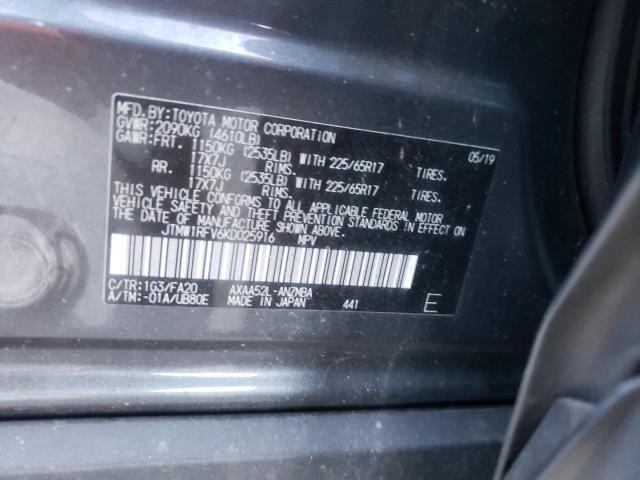 MFD.BY:TOYOTA MOTOR CORPORATION 05/19
GVWR:2090KG (4610LB)
GAWR:FRT. 1150KG (2535LB) WITH 225/65R17 TIRES.
17X7J RIMS.
RR. 1150KG (2535LB) WITH 225/65R17 TIRES.
17X7J RIMS.
THIS VEHICLE CONFORMS TO ALL APPLICABLE FEDERAL MOTOR
VEHICLE SAFETY AND THEFT PREVENTION STANDARDS IN EFFECT
ON THE DATE OF MANUFACTURE SHOWN ABOVE.
JTMW1RFV6KD025916 MPV
C/TR:1G3/FA20 AXAA52L-ANZMBA
A/TM:-01A/UB80E MADE IN JAPAN 441 E